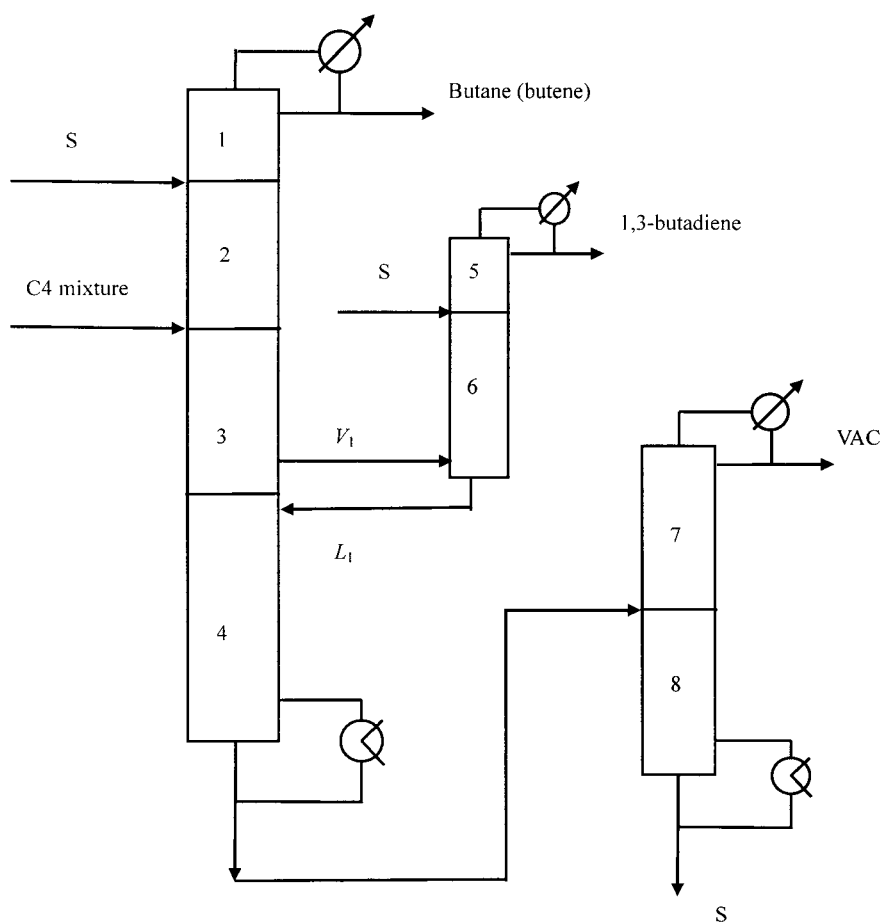 Butane (butene)
S
1
2
C4 mixture
1,3-butadiene
S
5
6
3
V1
VAC
L1
7
4
8
S